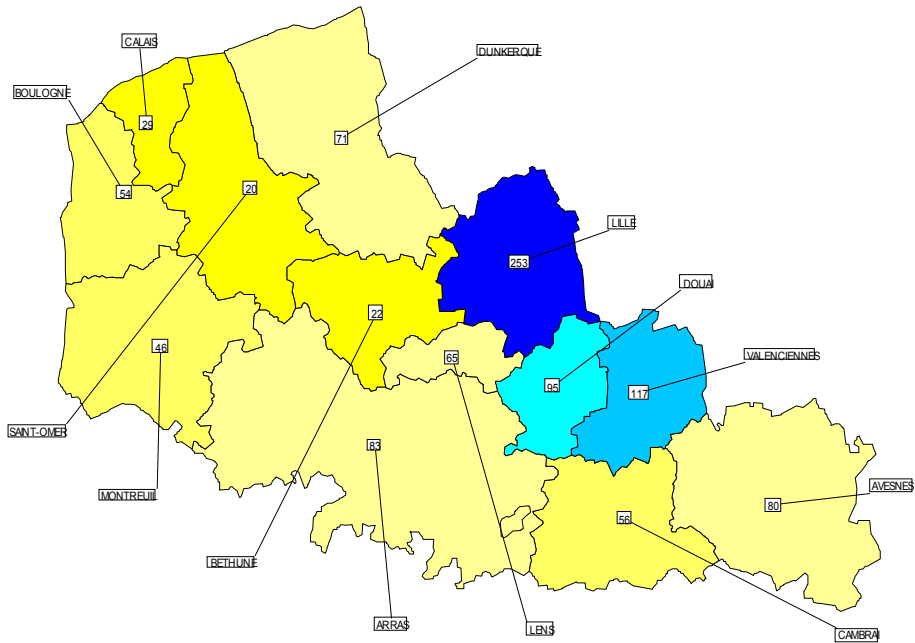 CALAIS
DUNKERQUE
BOULOGNE
29
71
54
20
LILLE
253
DOUAI
22
46
65
VALENCIENNES
95
117
SAINT-OMER
83
AVESNES
MONTREUIL
80
56
BETHUNE
ARRAS
LENS
CAMBRAI